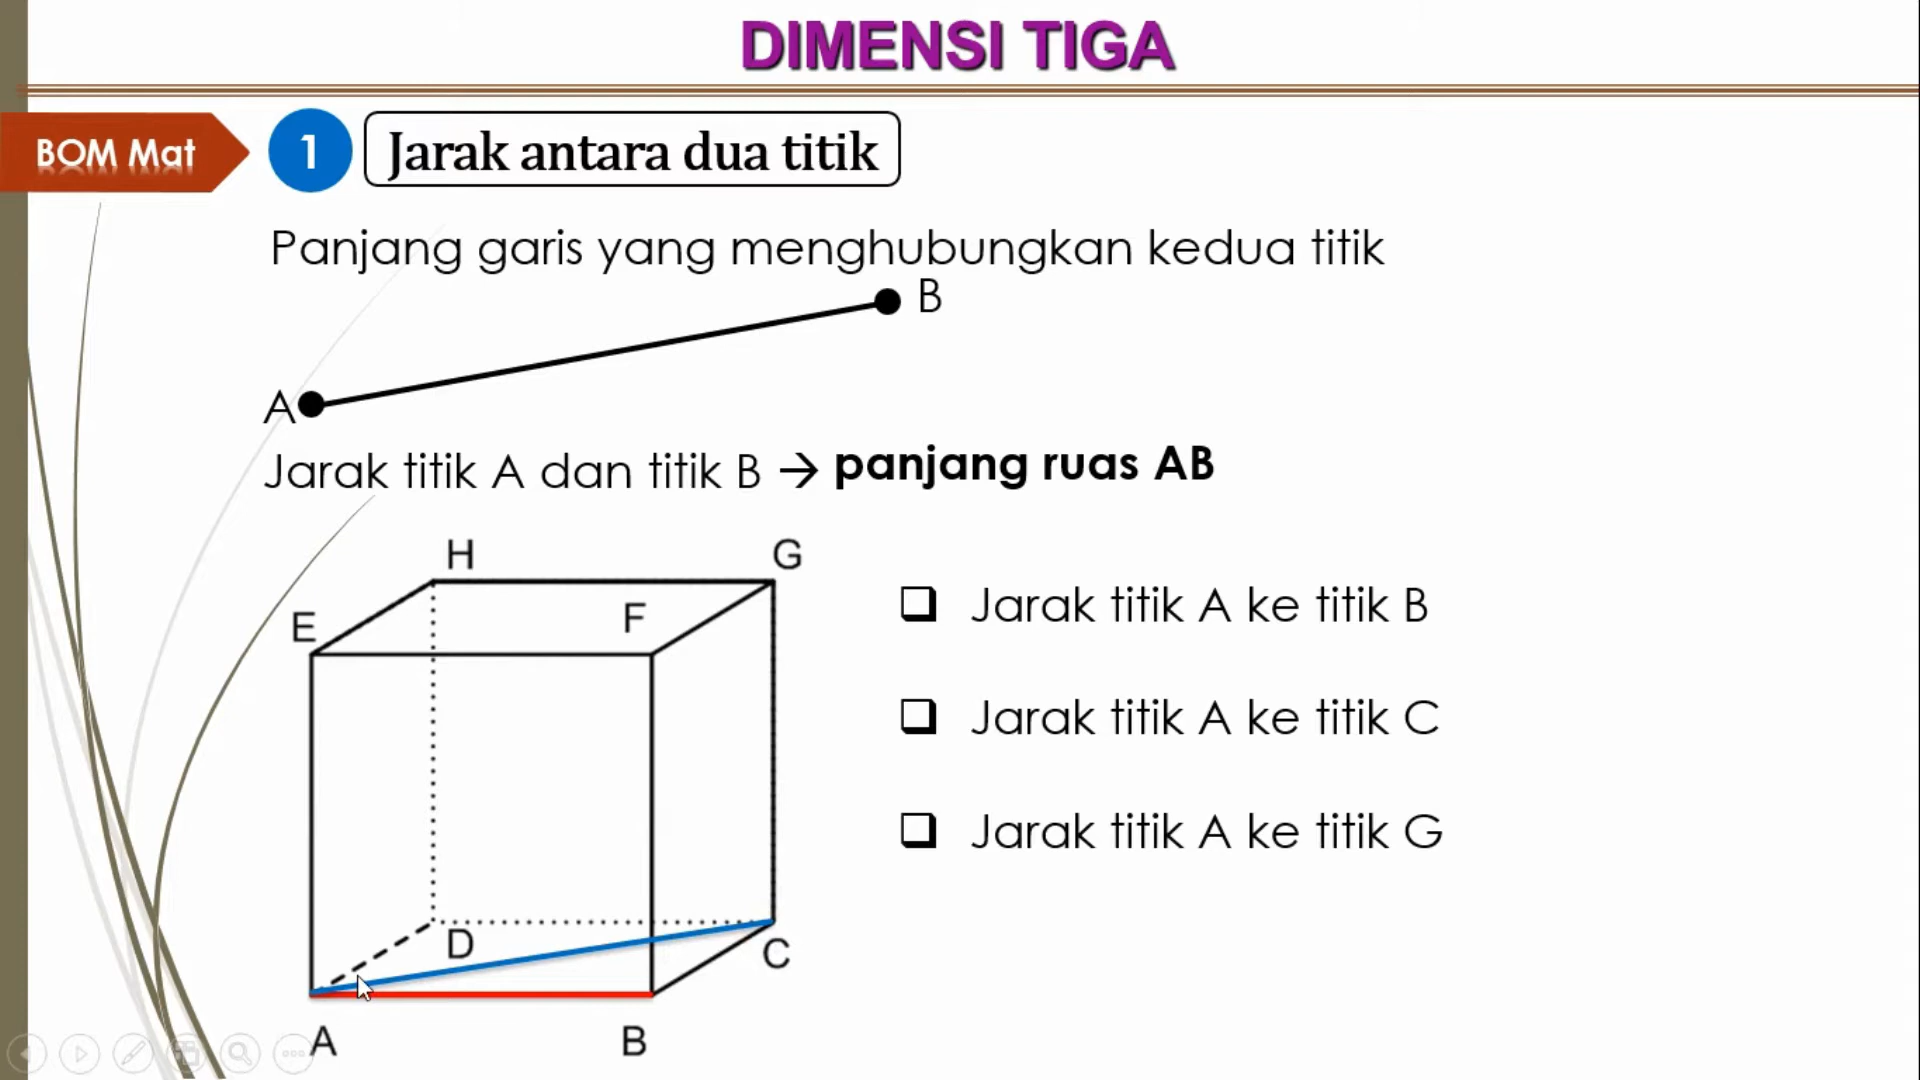 DIMENSI TIGA
BOM Mat
1
Jarak antara dua titik
Panjang garis yang menghubungkan kedua titik
B
A
Jarak titik A dan titik B → panjang ruas AB
H
G
E
F
❑ Jarak titik A ke titik B
❑ Jarak titik A ke titik C
❑ Jarak titik A ke titik G
D
C
A
B